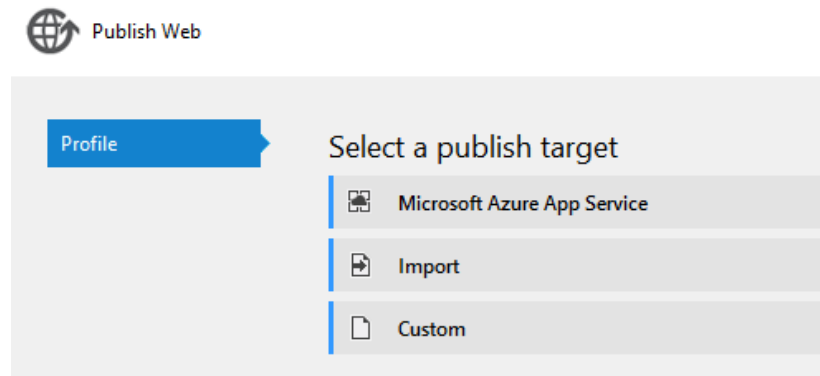 Publish Web
Profile
Select a publish target
Microsoft Azure App Service
Import
Custom